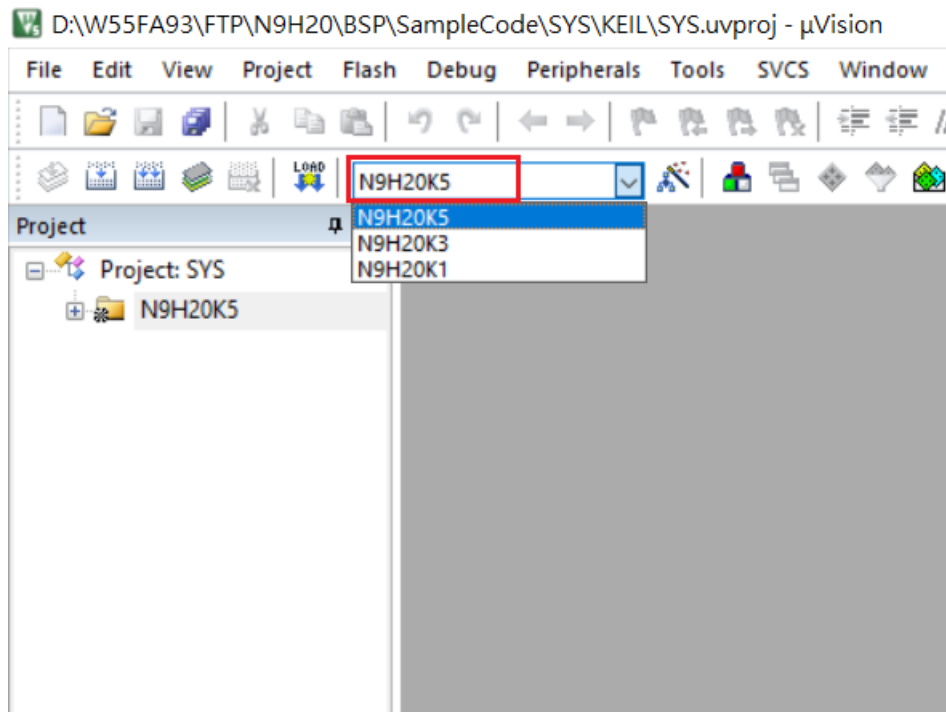 D:\W55FA93\FTP\N9H20\BSP\SampleCode\SYS\KEIL\SYS.uvproj - µVision
File Edit View Project Flash Debug Peripherals Tools SVCS Window
LOAD N9H20K5
Project N9H20K5
N9H20K3
N9H20K1
Project: SYS
N9H20K5